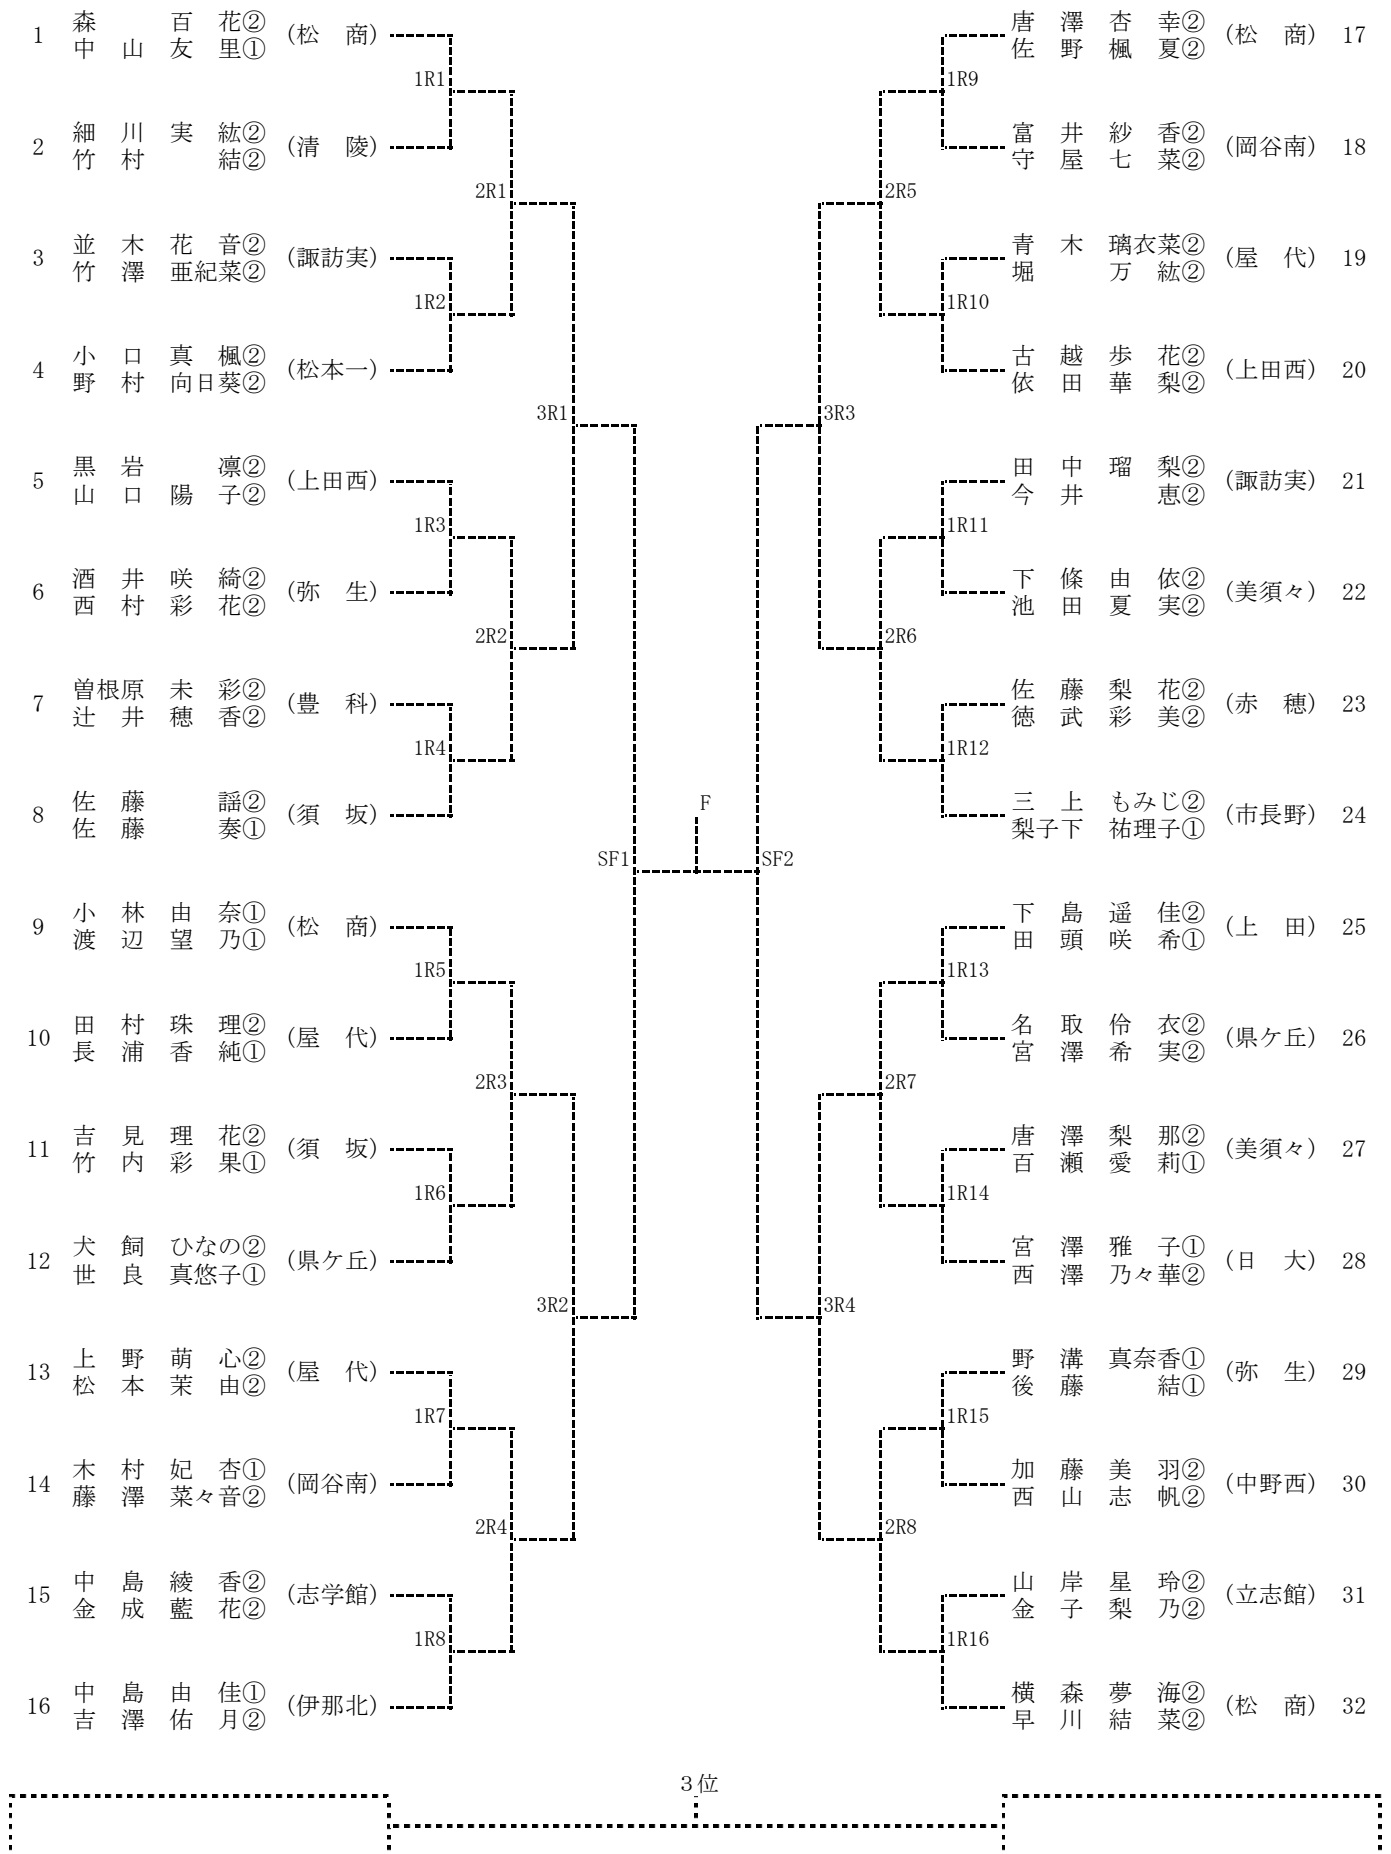 1 森 百 花② (松 商)
中 山 友 里①
1R1
2 細 川 実 紘② (清 陵)
竹 村 結②
2R1
3 並 木 花 音② (諏訪実)
竹 澤 亜紀菜②
1R2
4 小 口 真 楓② (松本一)
野 村 向日葵②
3R1
5 黒 岩 凛② (上田西)
山 口 陽 子②
1R3
6 酒 井 咲 綺② (弥 生)
西 村 彩 花②
2R2
7 曽根原 未 彩② (豊 科)
辻 井 穂 香②
1R4
8 佐 藤 謡② (須 坂)
佐 藤 奏①
SF1
9 小 林 由 奈① (松 商)
渡 辺 望 乃①
1R5
10 田 村 珠 理② (屋 代)
長 浦 香 純①
2R3
11 吉 見 理 花② (須 坂)
竹 内 彩 果①
1R6
12 犬 飼 ひなの② (県ケ丘)
世 良 真悠子①
3R2
13 上 野 萌 心② (屋 代)
松 本 茉 由②
1R7
14 木 村 妃 杏① (岡谷南)
藤 澤 菜々音②
2R4
15 中 島 綾 香② (志学館)
金 成 藍 花②
1R8
16 中 島 由 佳① (伊那北)
吉 澤 佑 月②
F
唐 澤 杏 幸② (松 商) 17
佐 野 楓 夏②
1R9
富 井 紗 香② (岡谷南) 18
守 屋 七 菜②
2R5
青 木 璃衣菜② (屋 代) 19
堀 万 紘②
1R10
古 越 歩 花② (上田西) 20
依 田 華 梨②
3R3
田 中 瑠 梨② (諏訪実) 21
今 井 恵②
1R11
下 條 由 依② (美須々) 22
池 田 夏 実②
2R6
佐 藤 梨 花② (赤 穂) 23
徳 武 彩 美②
1R12
三 上 もみじ② (市長野) 24
梨子下 祐理子①
SF2
下 島 遥 佳② (上 田) 25
田 頭 咲 希①
1R13
名 取 伶 衣② (県ケ丘) 26
宮 澤 希 実②
2R7
唐 澤 梨 那② (美須々) 27
百 瀬 愛 莉①
1R14
宮 澤 雅 子① (日 大) 28
西 澤 乃々華②
3R4
野 溝 真奈香① (弥 生) 29
後 藤 結①
1R15
加 藤 美 羽② (中野西) 30
西 山 志 帆②
2R8
山 岸 星 玲② (立志館) 31
金 子 梨 乃②
1R16
横 森 夢 海② (松 商) 32
早 川 結 菜②
３位